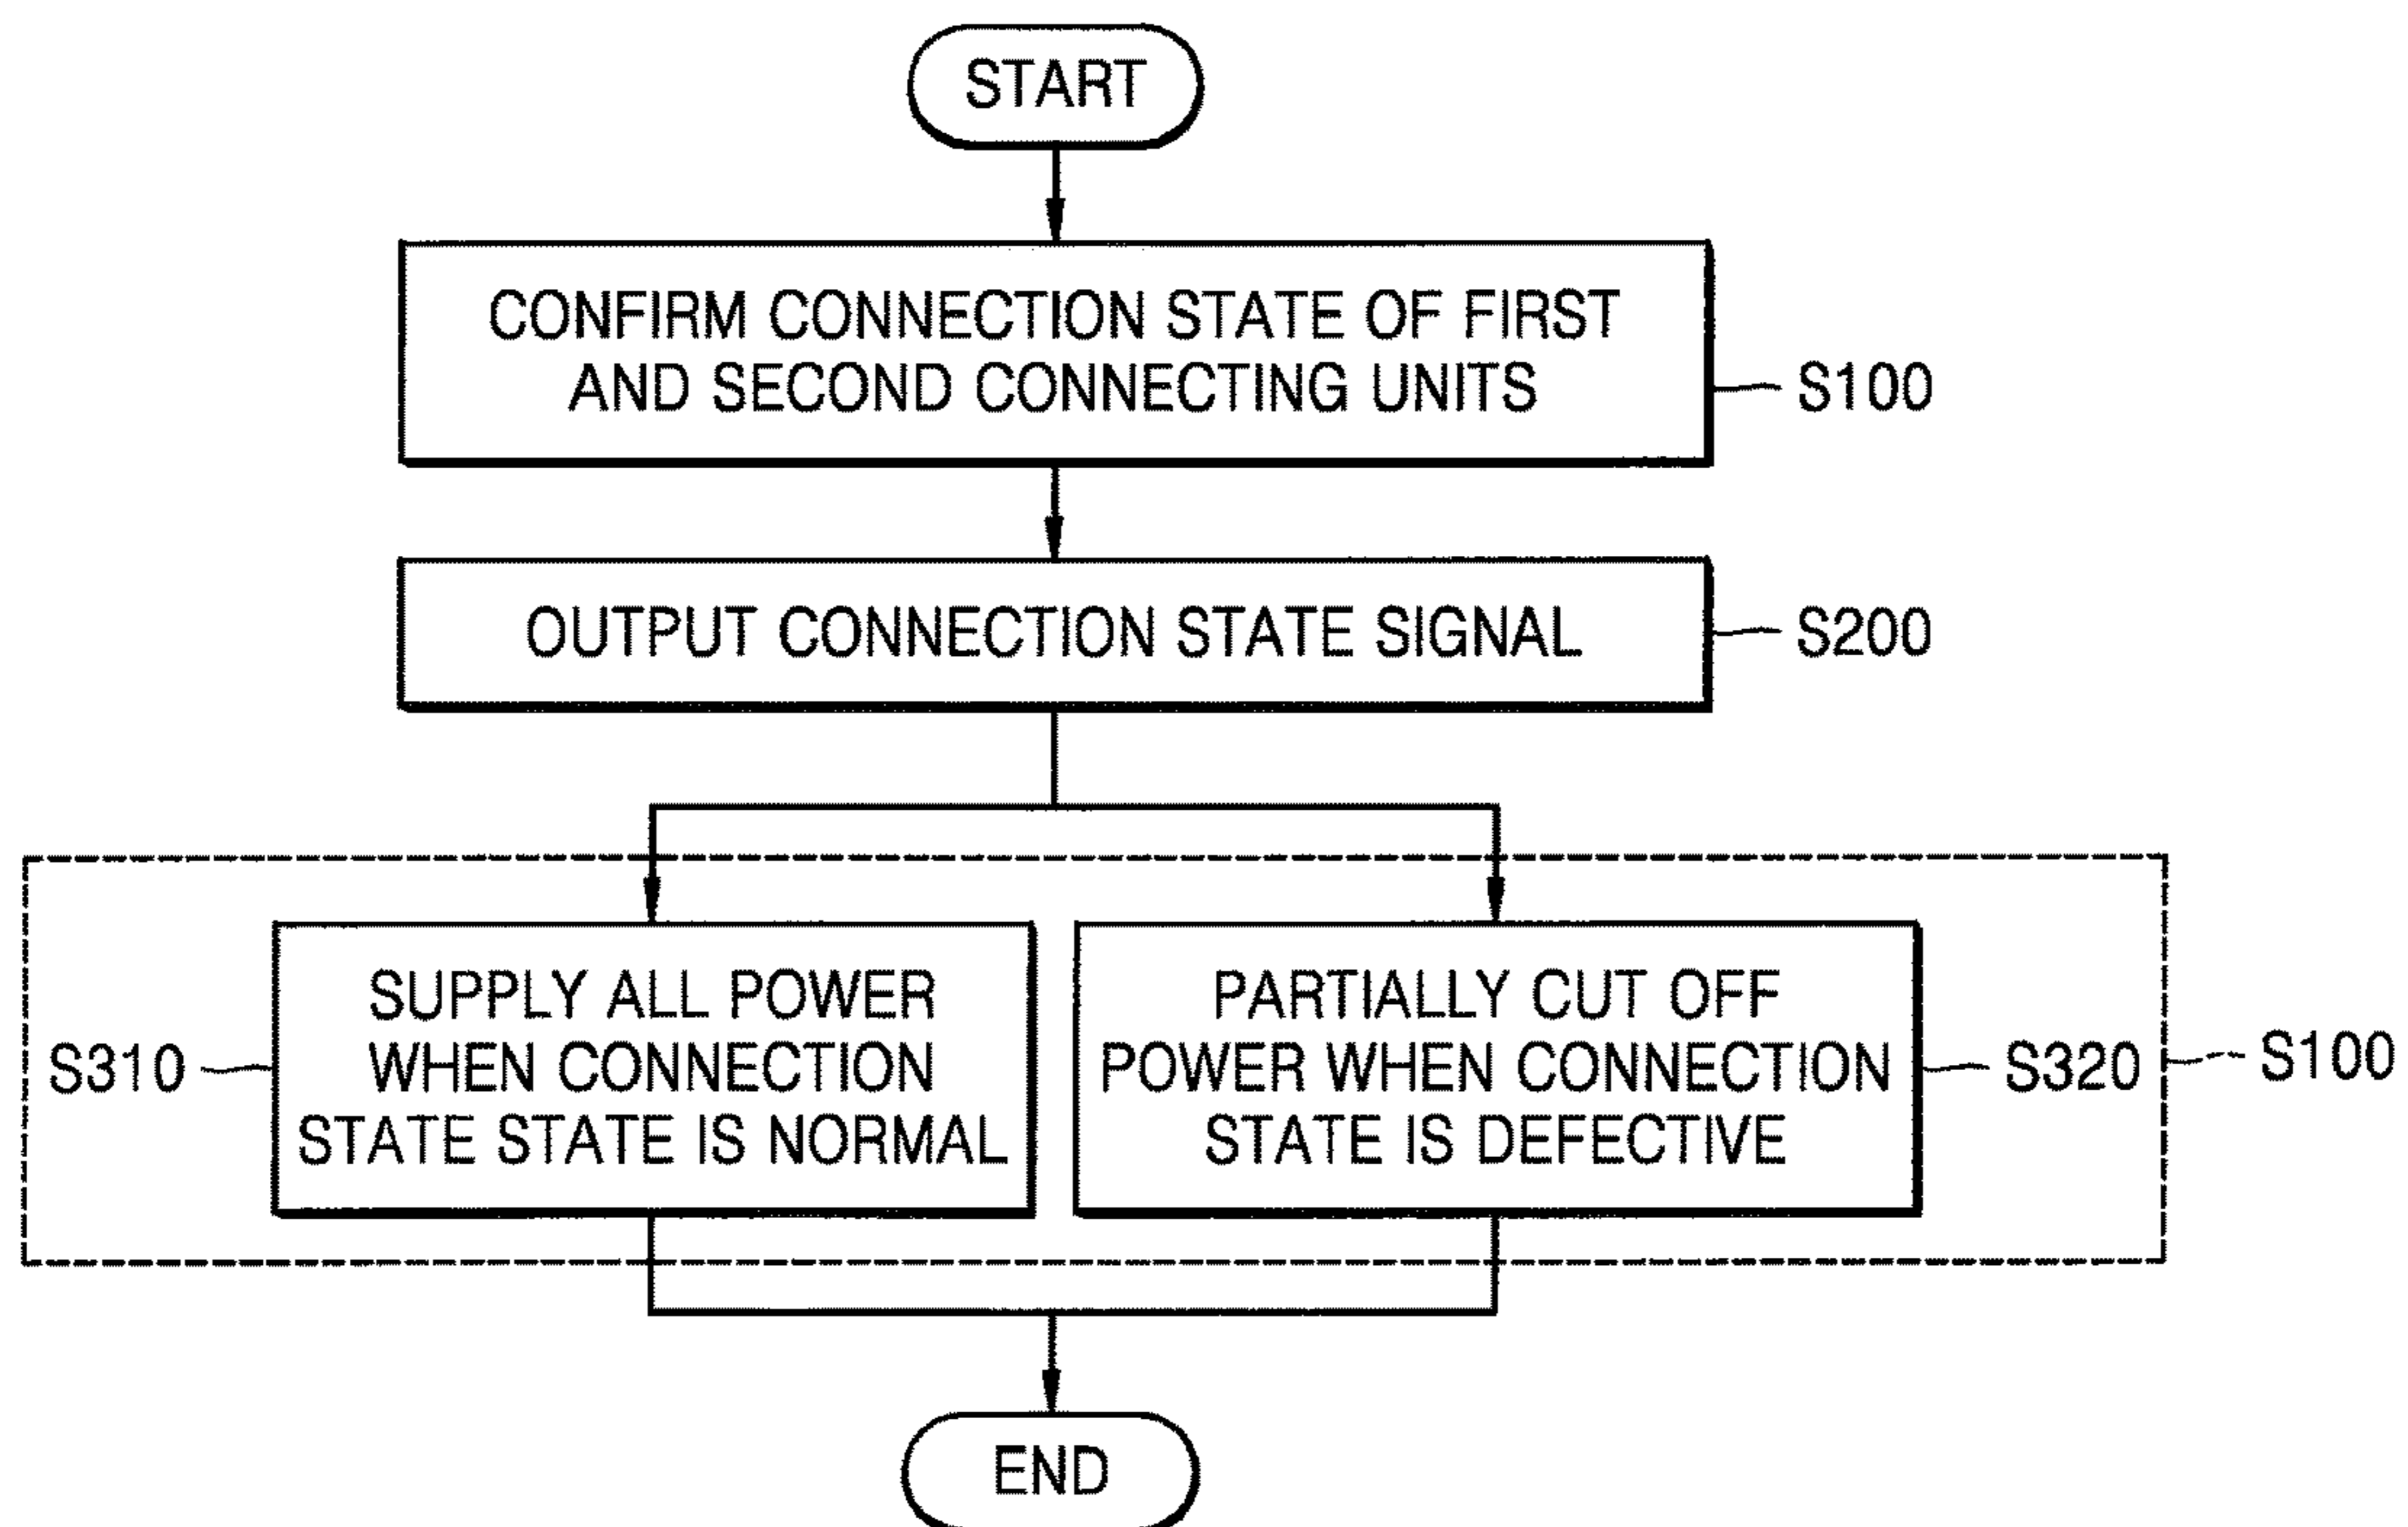 START
CONFIRM CONNECTION STATE OF FIRST
AND SECOND CONNECTING UNITS
S100
OUTPUT CONNECTION STATE SIGNAL
S200
S310
SUPPLY ALL POWER
WHEN CONNECTION
STATE STATE IS NORMAL
PARTIALLY CUT OFF
POWER WHEN CONNECTION
STATE IS DEFECTIVE
S320
S100
END